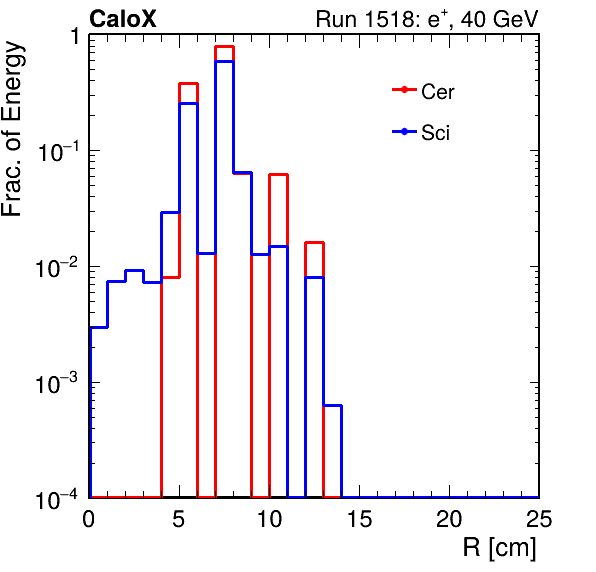 CaloX Run 1518: e⁺, 40 GeV
Frac. of Energy
1
10⁻¹
10⁻²
10⁻³
10⁻⁴
Cer
Sci
0 5 10 15 20 25
R [cm]